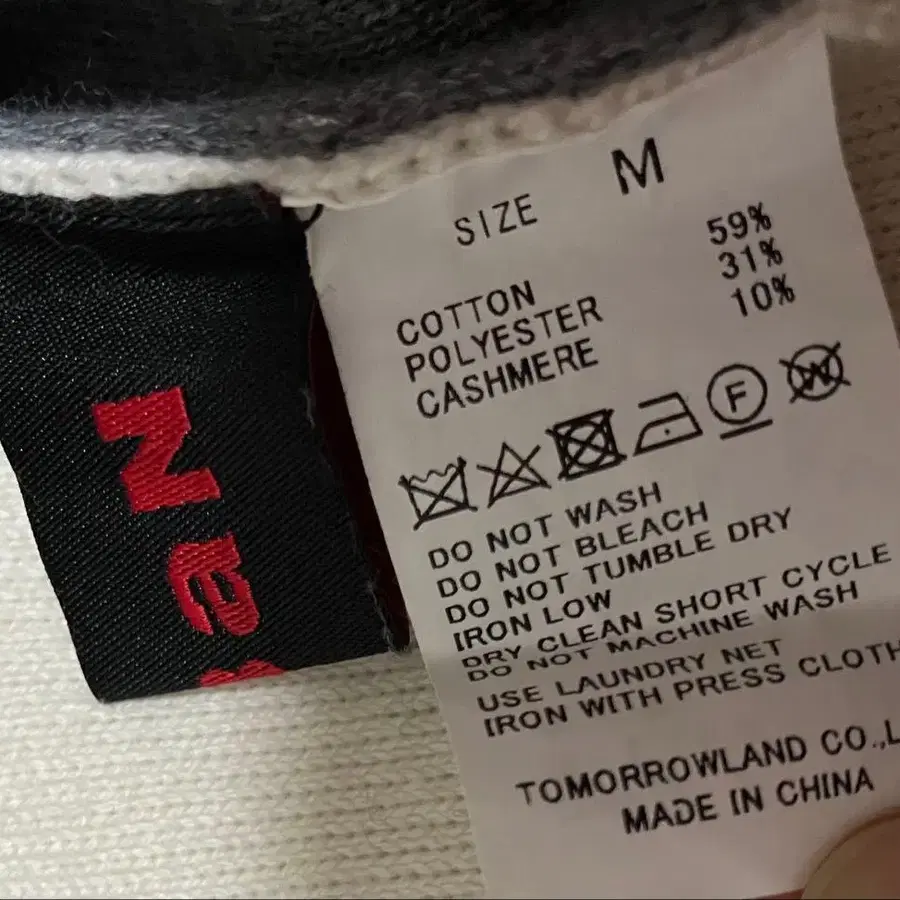 SIZE M
COTTON 59%
POLYESTER 31%
CASHMERE 10%
F W
DO NOT WASH
DO NOT BLEACH
DO NOT TUMBLE DRY
IRON LOW
DRY CLEAN SHORT CYCLE
DO NOT MACHINE WASH
USE LAUNDRY NET
IRON WITH PRESS CLOTH
TOMORROWLAND CO.,L
MADE IN CHINA
Na